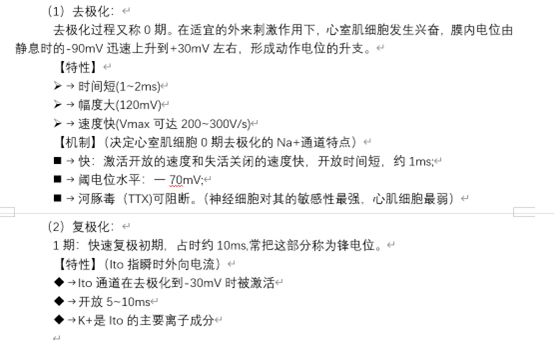 （1）去极化：
去极化过程又称 0 期。在适宜的外来刺激作用下，心室肌细胞发生兴奋，膜内电位由
静息时的-90mV 迅速上升到+30mV 左右，形成动作电位的升支。
【特性】
➢ → 时间短(1~2ms)
➢ → 幅度大(120mV)
➢ → 速度快(Vmax 可达 200~300V/s)
【机制】（决定心室肌细胞 0 期去极化的 Na+通道特点）
■ → 快：激活开放的速度和失活关闭的速度快，开放时间短，约 1ms;
■ → 阈电位水平：一 70mV;
■ → 河豚毒（TTX)可阻断。（神经细胞对其的敏感性最强，心肌细胞最弱）
（2）复极化：
1 期：快速复极初期，占时约 10ms,常把这部分称为锋电位。
【特性】（Ito 指瞬时外向电流）
◆ → Ito 通道在去极化到-30mV 时被激活
◆ → 开放 5~10ms
◆ → K+是 Ito 的主要离子成分